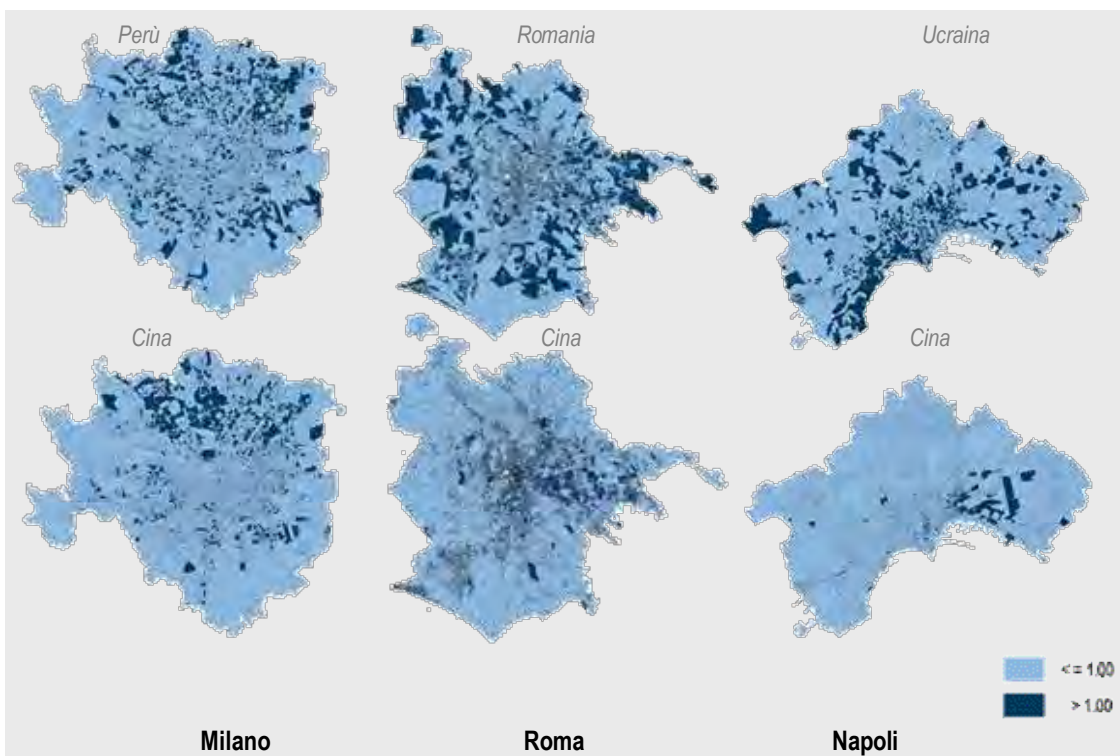 Perù
Romania
Ucraina
Cina
Cina
Cina
<= 1.00
> 1.00
Milano
Roma
Napoli